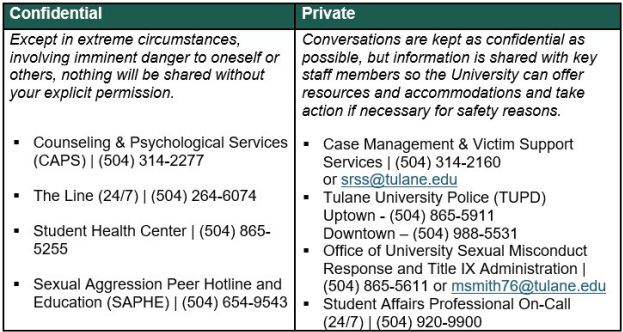 Confidential
Except in extreme circumstances,
involving imminent danger to oneself or
others, nothing will be shared without
your explicit permission.
▪ Counseling & Psychological Services
(CAPS) | (504) 314-2277
▪ The Line (24/7) | (504) 264-6074
▪ Student Health Center | (504) 865-
5255
▪ Sexual Aggression Peer Hotline and
Education (SAPHE) | (504) 654-9543
Private
Conversations are kept as confidential as
possible, but information is shared with key
staff members so the University can offer
resources and accommodations and take
action if necessary for safety reasons.
▪ Case Management & Victim Support
Services | (504) 314-2160
or srss@tulane.edu
▪ Tulane University Police (TUPD)
Uptown - (504) 865-5911
Downtown – (504) 988-5531
▪ Office of University Sexual Misconduct
Response and Title IX Administration |
(504) 865-5611 or msmith76@tulane.edu
▪ Student Affairs Professional On-Call
(24/7) | (504) 920-9900